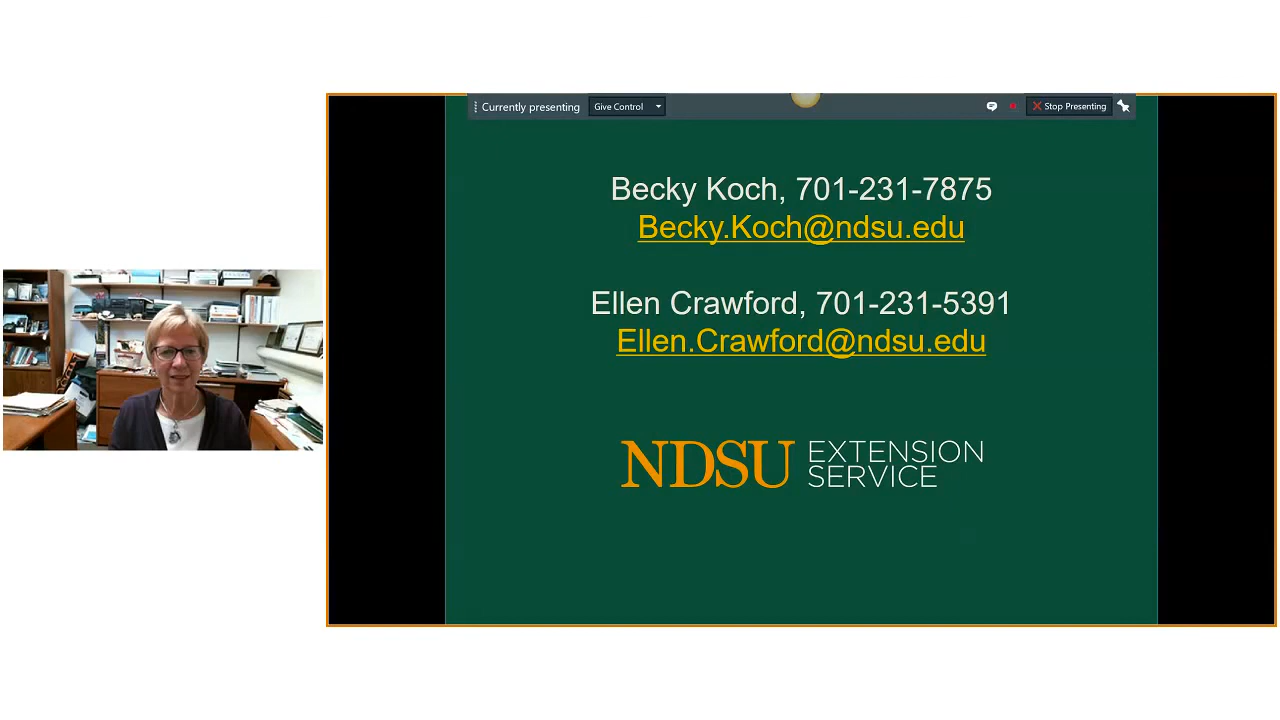 Currently presenting Give Control Stop Presenting
Becky Koch, 701-231-7875
Becky.Koch@ndsu.edu
Ellen Crawford, 701-231-5391
Ellen.Crawford@ndsu.edu
NDSU EXTENSION
SERVICE